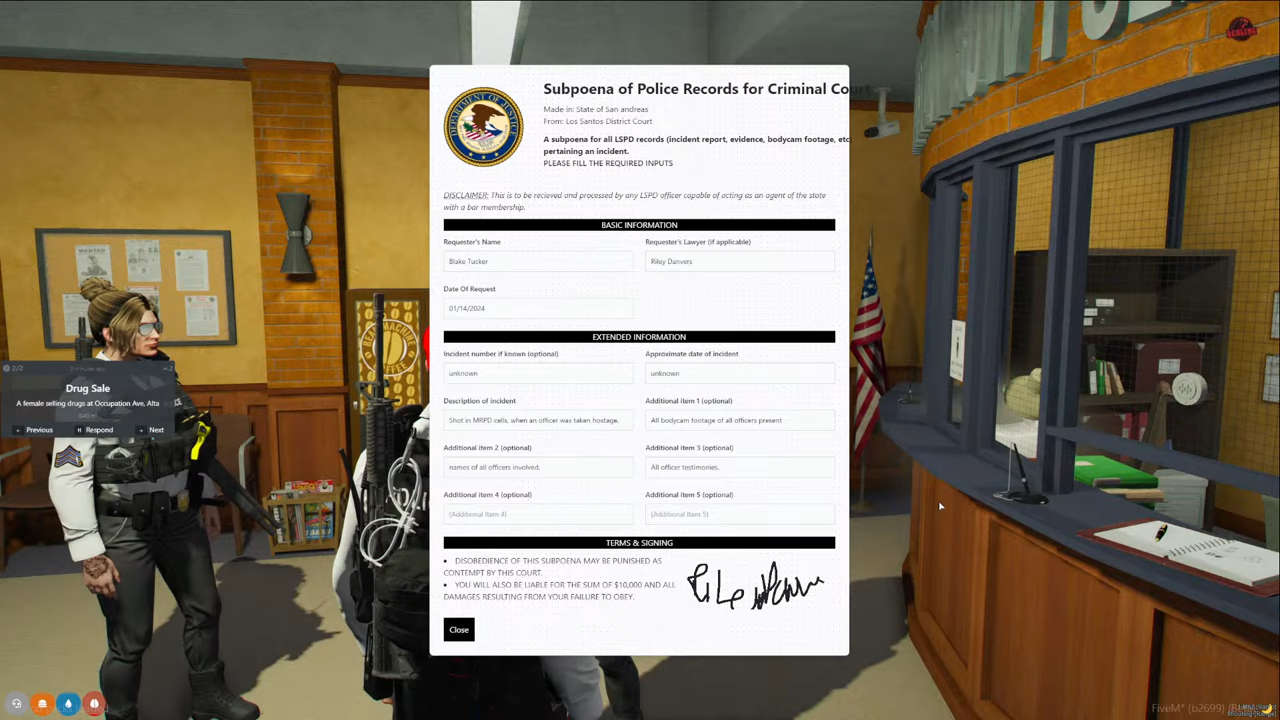 Subpoena of Police Records for Criminal Court
Made in: State of San andreas
From: Los Santos District Court
A subpoena for all LSPD records (incident report, evidence, bodycam footage, etc
pertaining an incident.
PLEASE FILL THE REQUIRED INPUTS
DISCLAIMER: This is to be recieved and processed by any LSPD officer capable of acting as an agent of the state
with a bar membership.
BASIC INFORMATION
Requester's Name
Requester's Lawyer (if applicable)
Blake Tucker
Riley Danvers
Date Of Request
01/14/2024
EXTENDED INFORMATION
Incident number if known (optional)
Approximate date of incident
unknown
unknown
Description of incident
Additional item 1 (optional)
Shot in MRPD cells, when an officer was taken hostage.
All bodycam footage of all officers present
Additional item 2 (optional)
Additional item 3 (optional)
names of all officers involved.
All officer testimonies.
Additional item 4 (optional)
Additional item 5 (optional)
(Additional Item 4)
(Additional Item 5)
TERMS & SIGNING
• DISOBEDIENCE OF THIS SUBPOENA MAY BE PUNISHED AS
CONTEMPT BY THIS COURT.
• YOU WILL ALSO BE LIABLE FOR THE SUM OF $10,000 AND ALL
DAMAGES RESULTING FROM YOUR FAILURE TO OBEY.
Close
2/2
2 minutes ago
Drug Sale
A female selling drugs at Occupation Ave, Alta
Previous
H Respond
Next
WANTED
COFFEE
FiveM* (b2699)